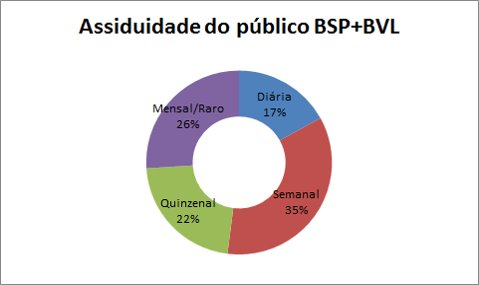 Assiduidade do público BSP+BVL
Diária
17%
Semanal
35%
Quinzenal
22%
Mensal/Raro
26%